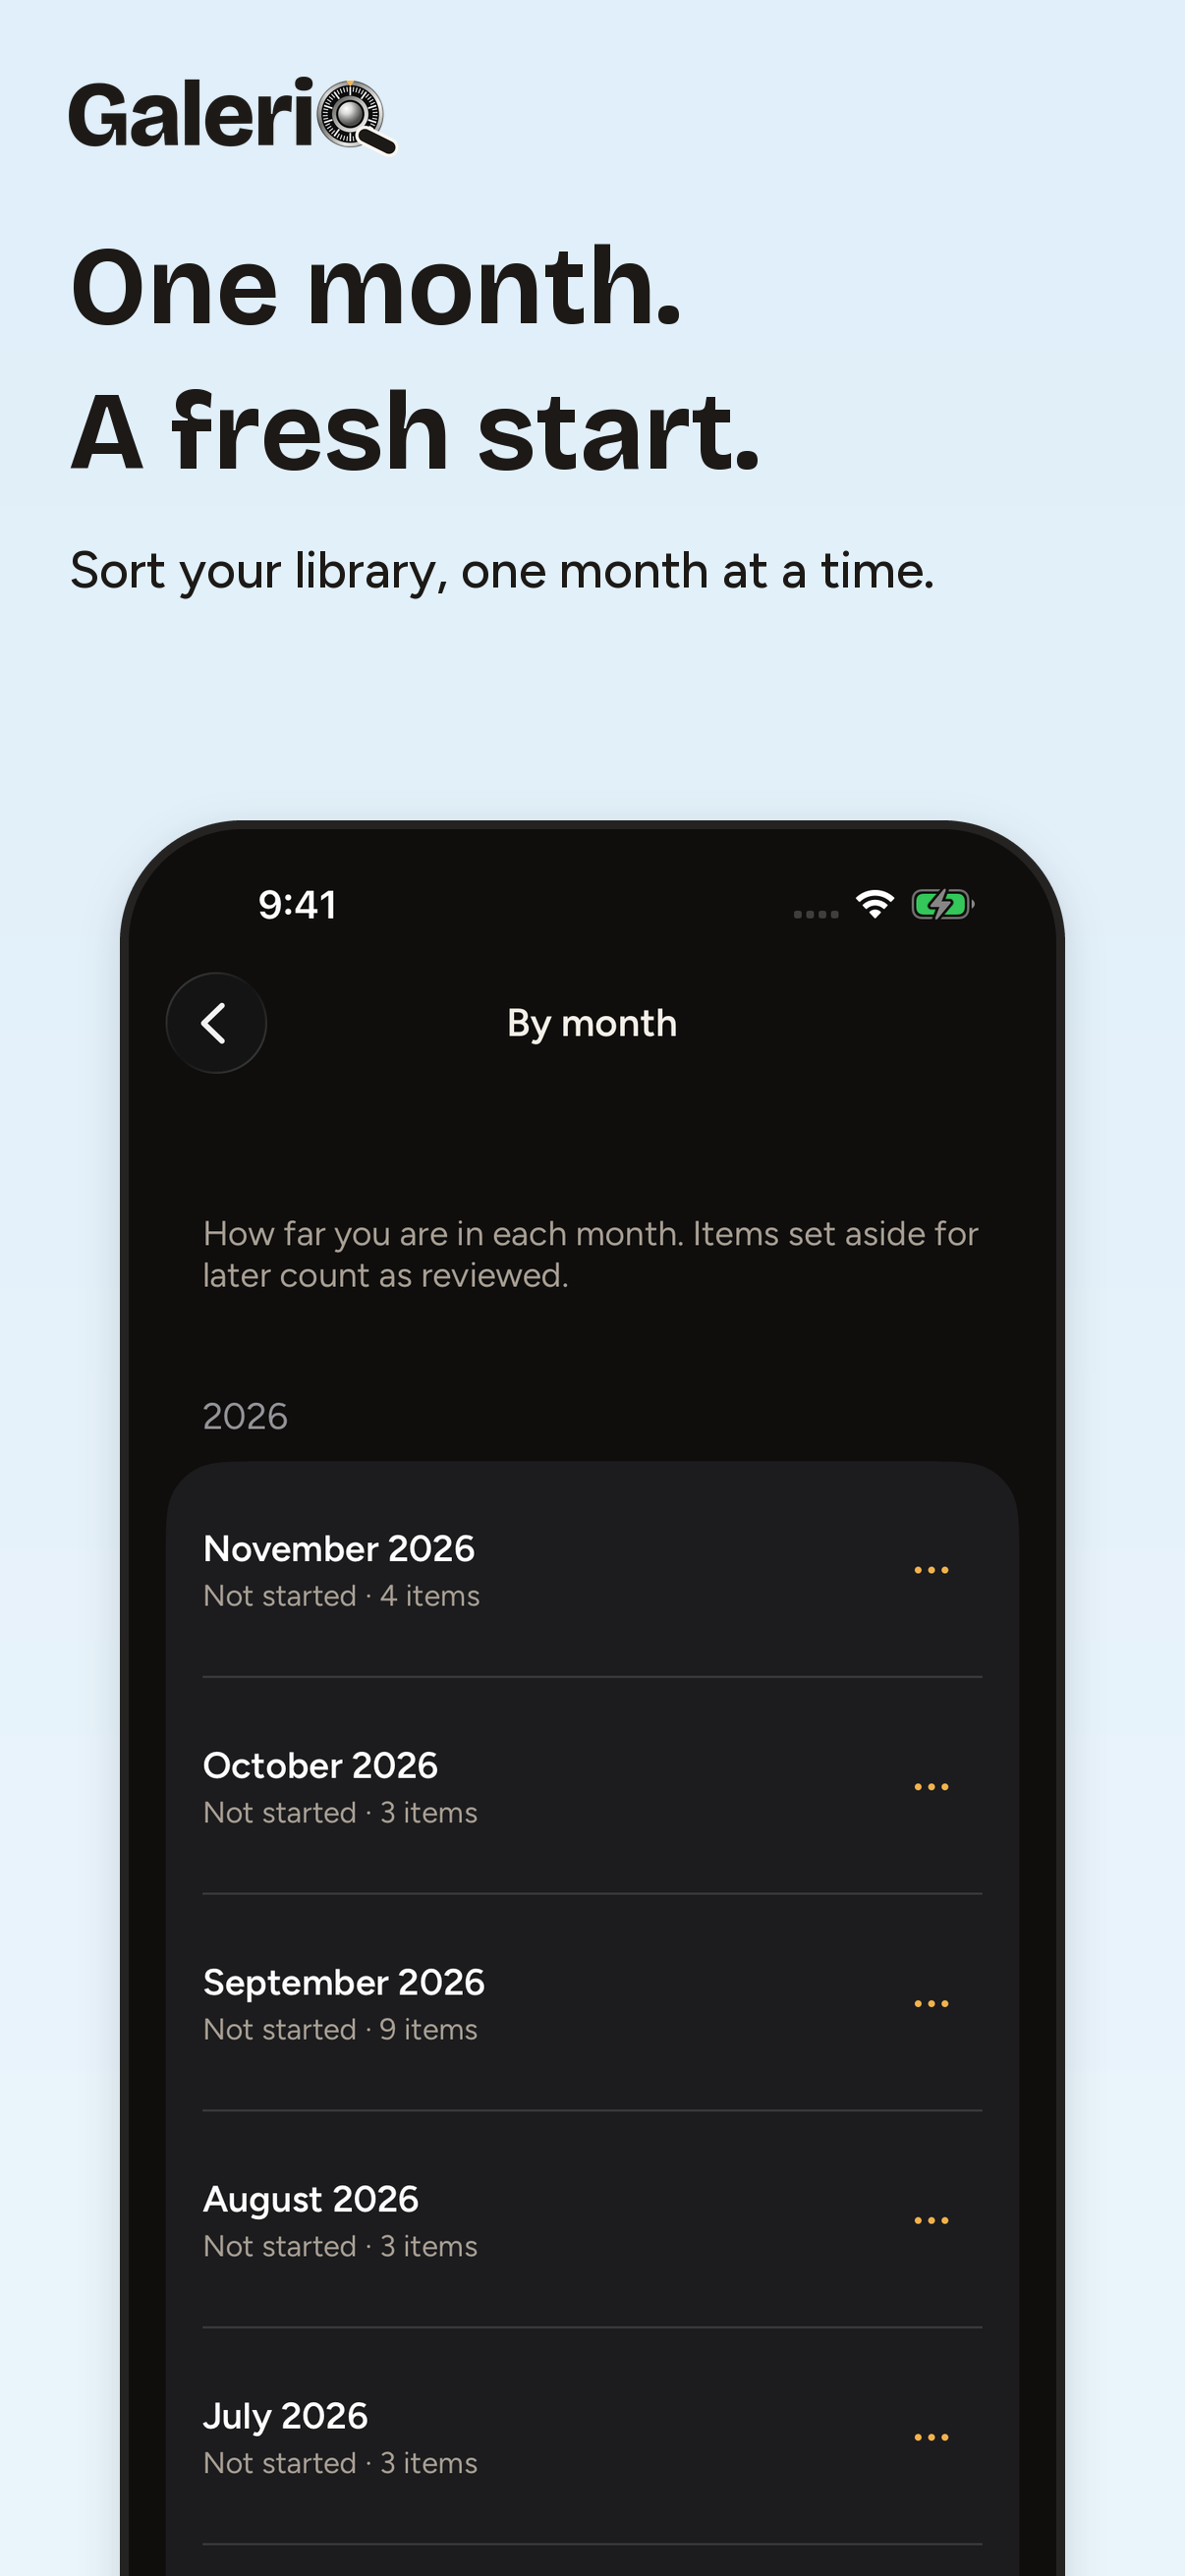 GaleriQ
One month.
A fresh start.
Sort your library, one month at a time.
9:41
By month
How far you are in each month. Items set aside for
later count as reviewed.
2026
November 2026
Not started · 4 items
October 2026
Not started · 3 items
September 2026
Not started · 9 items
August 2026
Not started · 3 items
July 2026
Not started · 3 items